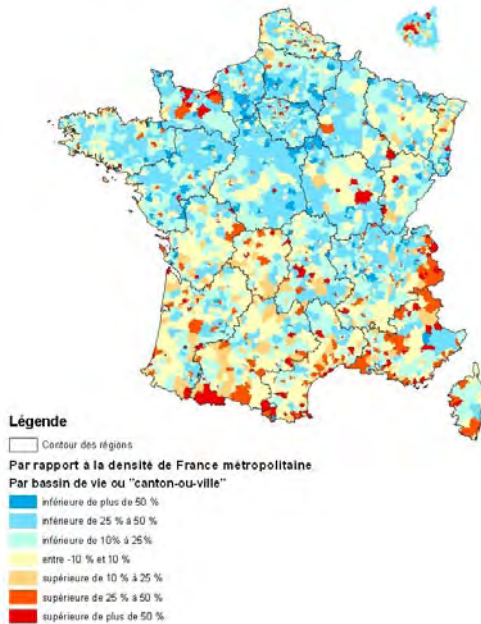 Légende
Contour des régions
Par rapport à la densité de France métropolitaine
Par bassin de vie ou "canton-ou-ville"
inférieure de plus de 50 %
inférieure de 25 % à 50 %
inférieure de 10% à 25%
entre -10 % et 10 %
supérieure de 10 % à 25 %
supérieure de 25 % à 50 %
supérieure de plus de 50 %